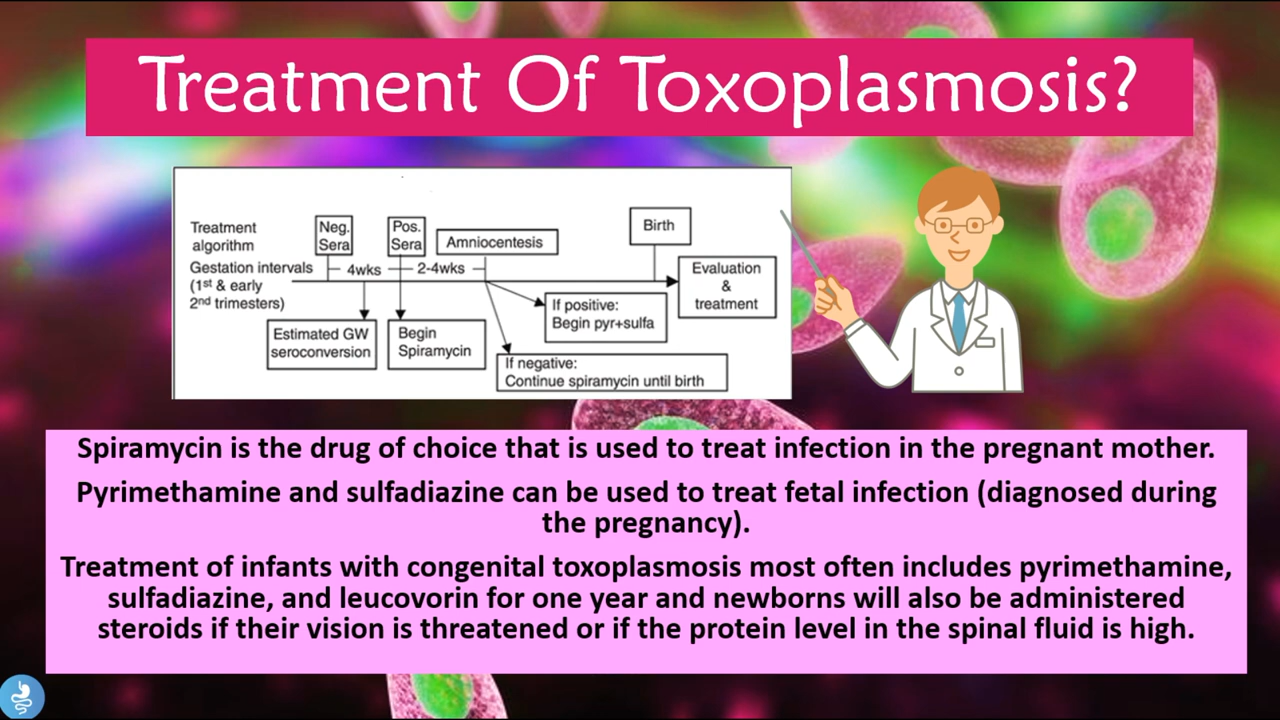 Treatment Of Toxoplasmosis?
Treatment
algorithm
Neg.
Sera
Pos.
Sera
Amniocentesis
Birth
Gestation intervals
(1st & early
2nd trimesters)
4wks
2-4wks
Evaluation
&
treatment
If positive:
Begin pyr+sulfa
Estimated GW
seroconversion
Begin
Spiramycin
If negative:
Continue spiramycin until birth
Spiramycin is the drug of choice that is used to treat infection in the pregnant mother.
Pyrimethamine and sulfadiazine can be used to treat fetal infection (diagnosed during
the pregnancy).
Treatment of infants with congenital toxoplasmosis most often includes pyrimethamine,
sulfadiazine, and leucovorin for one year and newborns will also be administered
steroids if their vision is threatened or if the protein level in the spinal fluid is high.